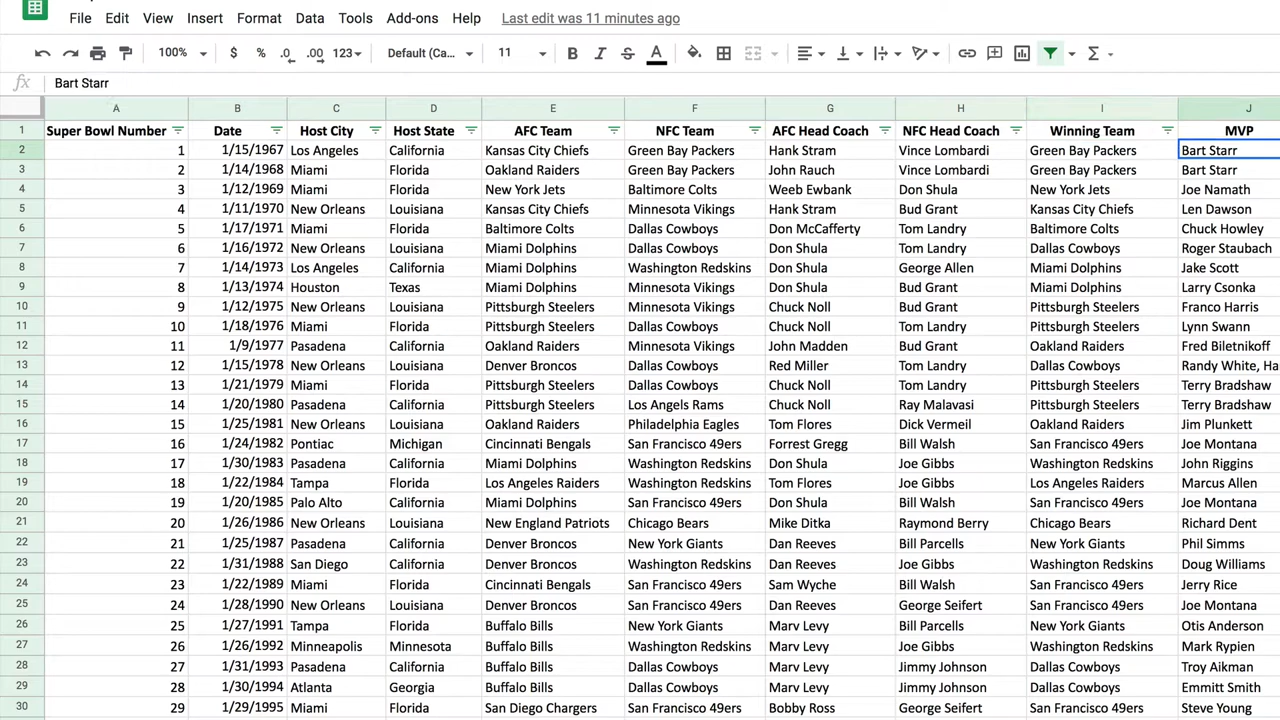 File Edit View Insert Format Data Tools Add-ons Help Last edit was 11 minutes ago
100% $ % .0 .00 123 Default (Ca... 11 B I S A Σ
fx Bart Starr
A B C D E F G H I J
1 Super Bowl Number Date Host City Host State AFC Team NFC Team AFC Head Coach NFC Head Coach Winning Team MVP
2 1 1/15/1967 Los Angeles California Kansas City Chiefs Green Bay Packers Hank Stram Vince Lombardi Green Bay Packers Bart Starr
3 2 1/14/1968 Miami Florida Oakland Raiders Green Bay Packers John Rauch Vince Lombardi Green Bay Packers Bart Starr
4 3 1/12/1969 Miami Florida New York Jets Baltimore Colts Weeb Ewbank Don Shula New York Jets Joe Namath
5 4 1/11/1970 New Orleans Louisiana Kansas City Chiefs Minnesota Vikings Hank Stram Bud Grant Kansas City Chiefs Len Dawson
6 5 1/17/1971 Miami Florida Baltimore Colts Dallas Cowboys Don McCafferty Tom Landry Baltimore Colts Chuck Howley
7 6 1/16/1972 New Orleans Louisiana Miami Dolphins Dallas Cowboys Don Shula Tom Landry Dallas Cowboys Roger Staubach
8 7 1/14/1973 Los Angeles California Miami Dolphins Washington Redskins Don Shula George Allen Miami Dolphins Jake Scott
9 8 1/13/1974 Houston Texas Miami Dolphins Minnesota Vikings Don Shula Bud Grant Miami Dolphins Larry Csonka
10 9 1/12/1975 New Orleans Louisiana Pittsburgh Steelers Minnesota Vikings Chuck Noll Bud Grant Pittsburgh Steelers Franco Harris
11 10 1/18/1976 Miami Florida Pittsburgh Steelers Dallas Cowboys Chuck Noll Tom Landry Pittsburgh Steelers Lynn Swann
12 11 1/9/1977 Pasadena California Oakland Raiders Minnesota Vikings John Madden Bud Grant Oakland Raiders Fred Biletnikoff
13 12 1/15/1978 New Orleans Louisiana Denver Broncos Dallas Cowboys Red Miller Tom Landry Dallas Cowboys Randy White, Ha
14 13 1/21/1979 Miami Florida Pittsburgh Steelers Dallas Cowboys Chuck Noll Tom Landry Pittsburgh Steelers Terry Bradshaw
15 14 1/20/1980 Pasadena California Pittsburgh Steelers Los Angels Rams Chuck Noll Ray Malavasi Pittsburgh Steelers Terry Bradshaw
16 15 1/25/1981 New Orleans Louisiana Oakland Raiders Philadelphia Eagles Tom Flores Dick Vermeil Oakland Raiders Jim Plunkett
17 16 1/24/1982 Pontiac Michigan Cincinnati Bengals San Francisco 49ers Forrest Gregg Bill Walsh San Francisco 49ers Joe Montana
18 17 1/30/1983 Pasadena California Miami Dolphins Washington Redskins Don Shula Joe Gibbs Washington Redskins John Riggins
19 18 1/22/1984 Tampa Florida Los Angeles Raiders Washington Redskins Tom Flores Joe Gibbs Los Angeles Raiders Marcus Allen
20 19 1/20/1985 Palo Alto California Miami Dolphins San Francisco 49ers Don Shula Bill Walsh San Francisco 49ers Joe Montana
21 20 1/26/1986 New Orleans Louisiana New England Patriots Chicago Bears Mike Ditka Raymond Berry Chicago Bears Richard Dent
22 21 1/25/1987 Pasadena California Denver Broncos New York Giants Dan Reeves Bill Parcells New York Giants Phil Simms
23 22 1/31/1988 San Diego California Denver Broncos Washington Redskins Dan Reeves Joe Gibbs Washington Redskins Doug Williams
24 23 1/22/1989 Miami Florida Cincinnati Bengals San Francisco 49ers Sam Wyche Bill Walsh San Francisco 49ers Jerry Rice
25 24 1/28/1990 New Orleans Louisiana Denver Broncos San Francisco 49ers Dan Reeves George Seifert San Francisco 49ers Joe Montana
26 25 1/27/1991 Tampa Florida Buffalo Bills New York Giants Marv Levy Bill Parcells New York Giants Otis Anderson
27 26 1/26/1992 Minneapolis Minnesota Buffalo Bills Washington Redskins Marv Levy Joe Gibbs Washington Redskins Mark Rypien
28 27 1/31/1993 Pasadena California Buffalo Bills Dallas Cowboys Marv Levy Jimmy Johnson Dallas Cowboys Troy Aikman
29 28 1/30/1994 Atlanta Georgia Buffalo Bills Dallas Cowboys Marv Levy Jimmy Johnson Dallas Cowboys Emmitt Smith
30 29 1/29/1995 Miami Florida San Diego Chargers San Francisco 49ers Bobby Ross George Seifert San Francisco 49ers Steve Young